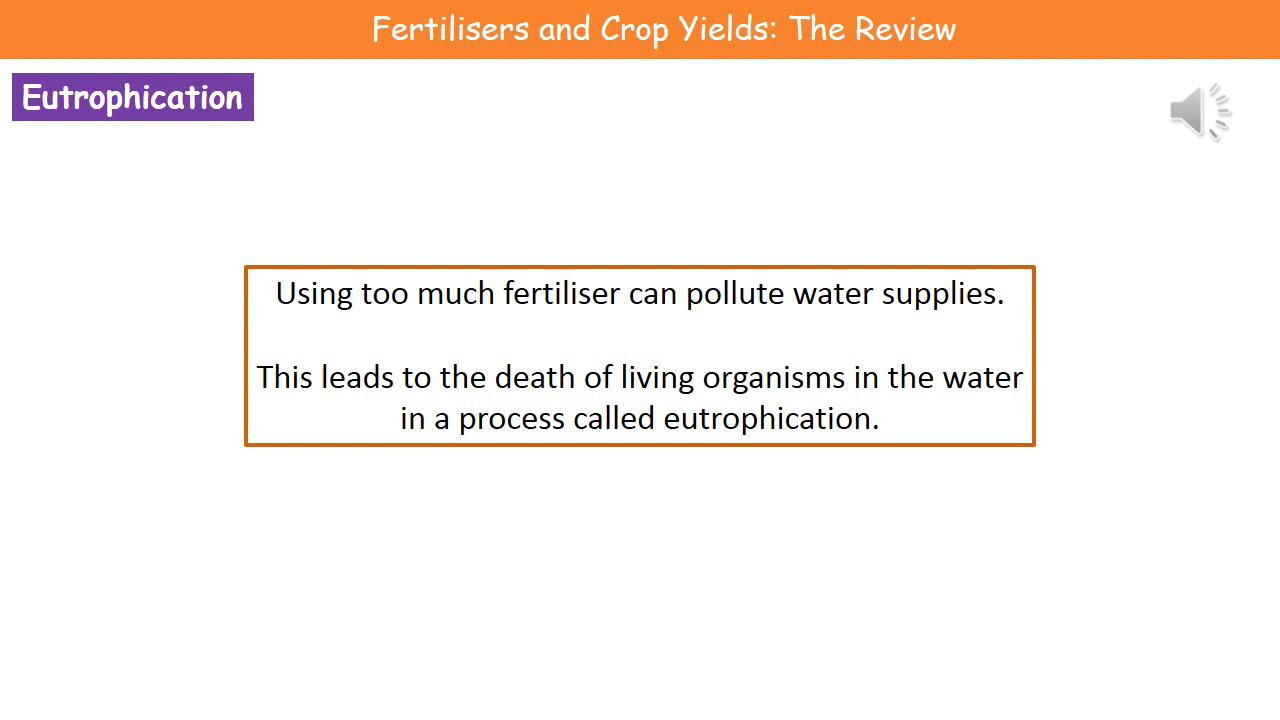 Fertilisers and Crop Yields: The Review
Eutrophication
Using too much fertiliser can pollute water supplies.
This leads to the death of living organisms in the water
in a process called eutrophication.